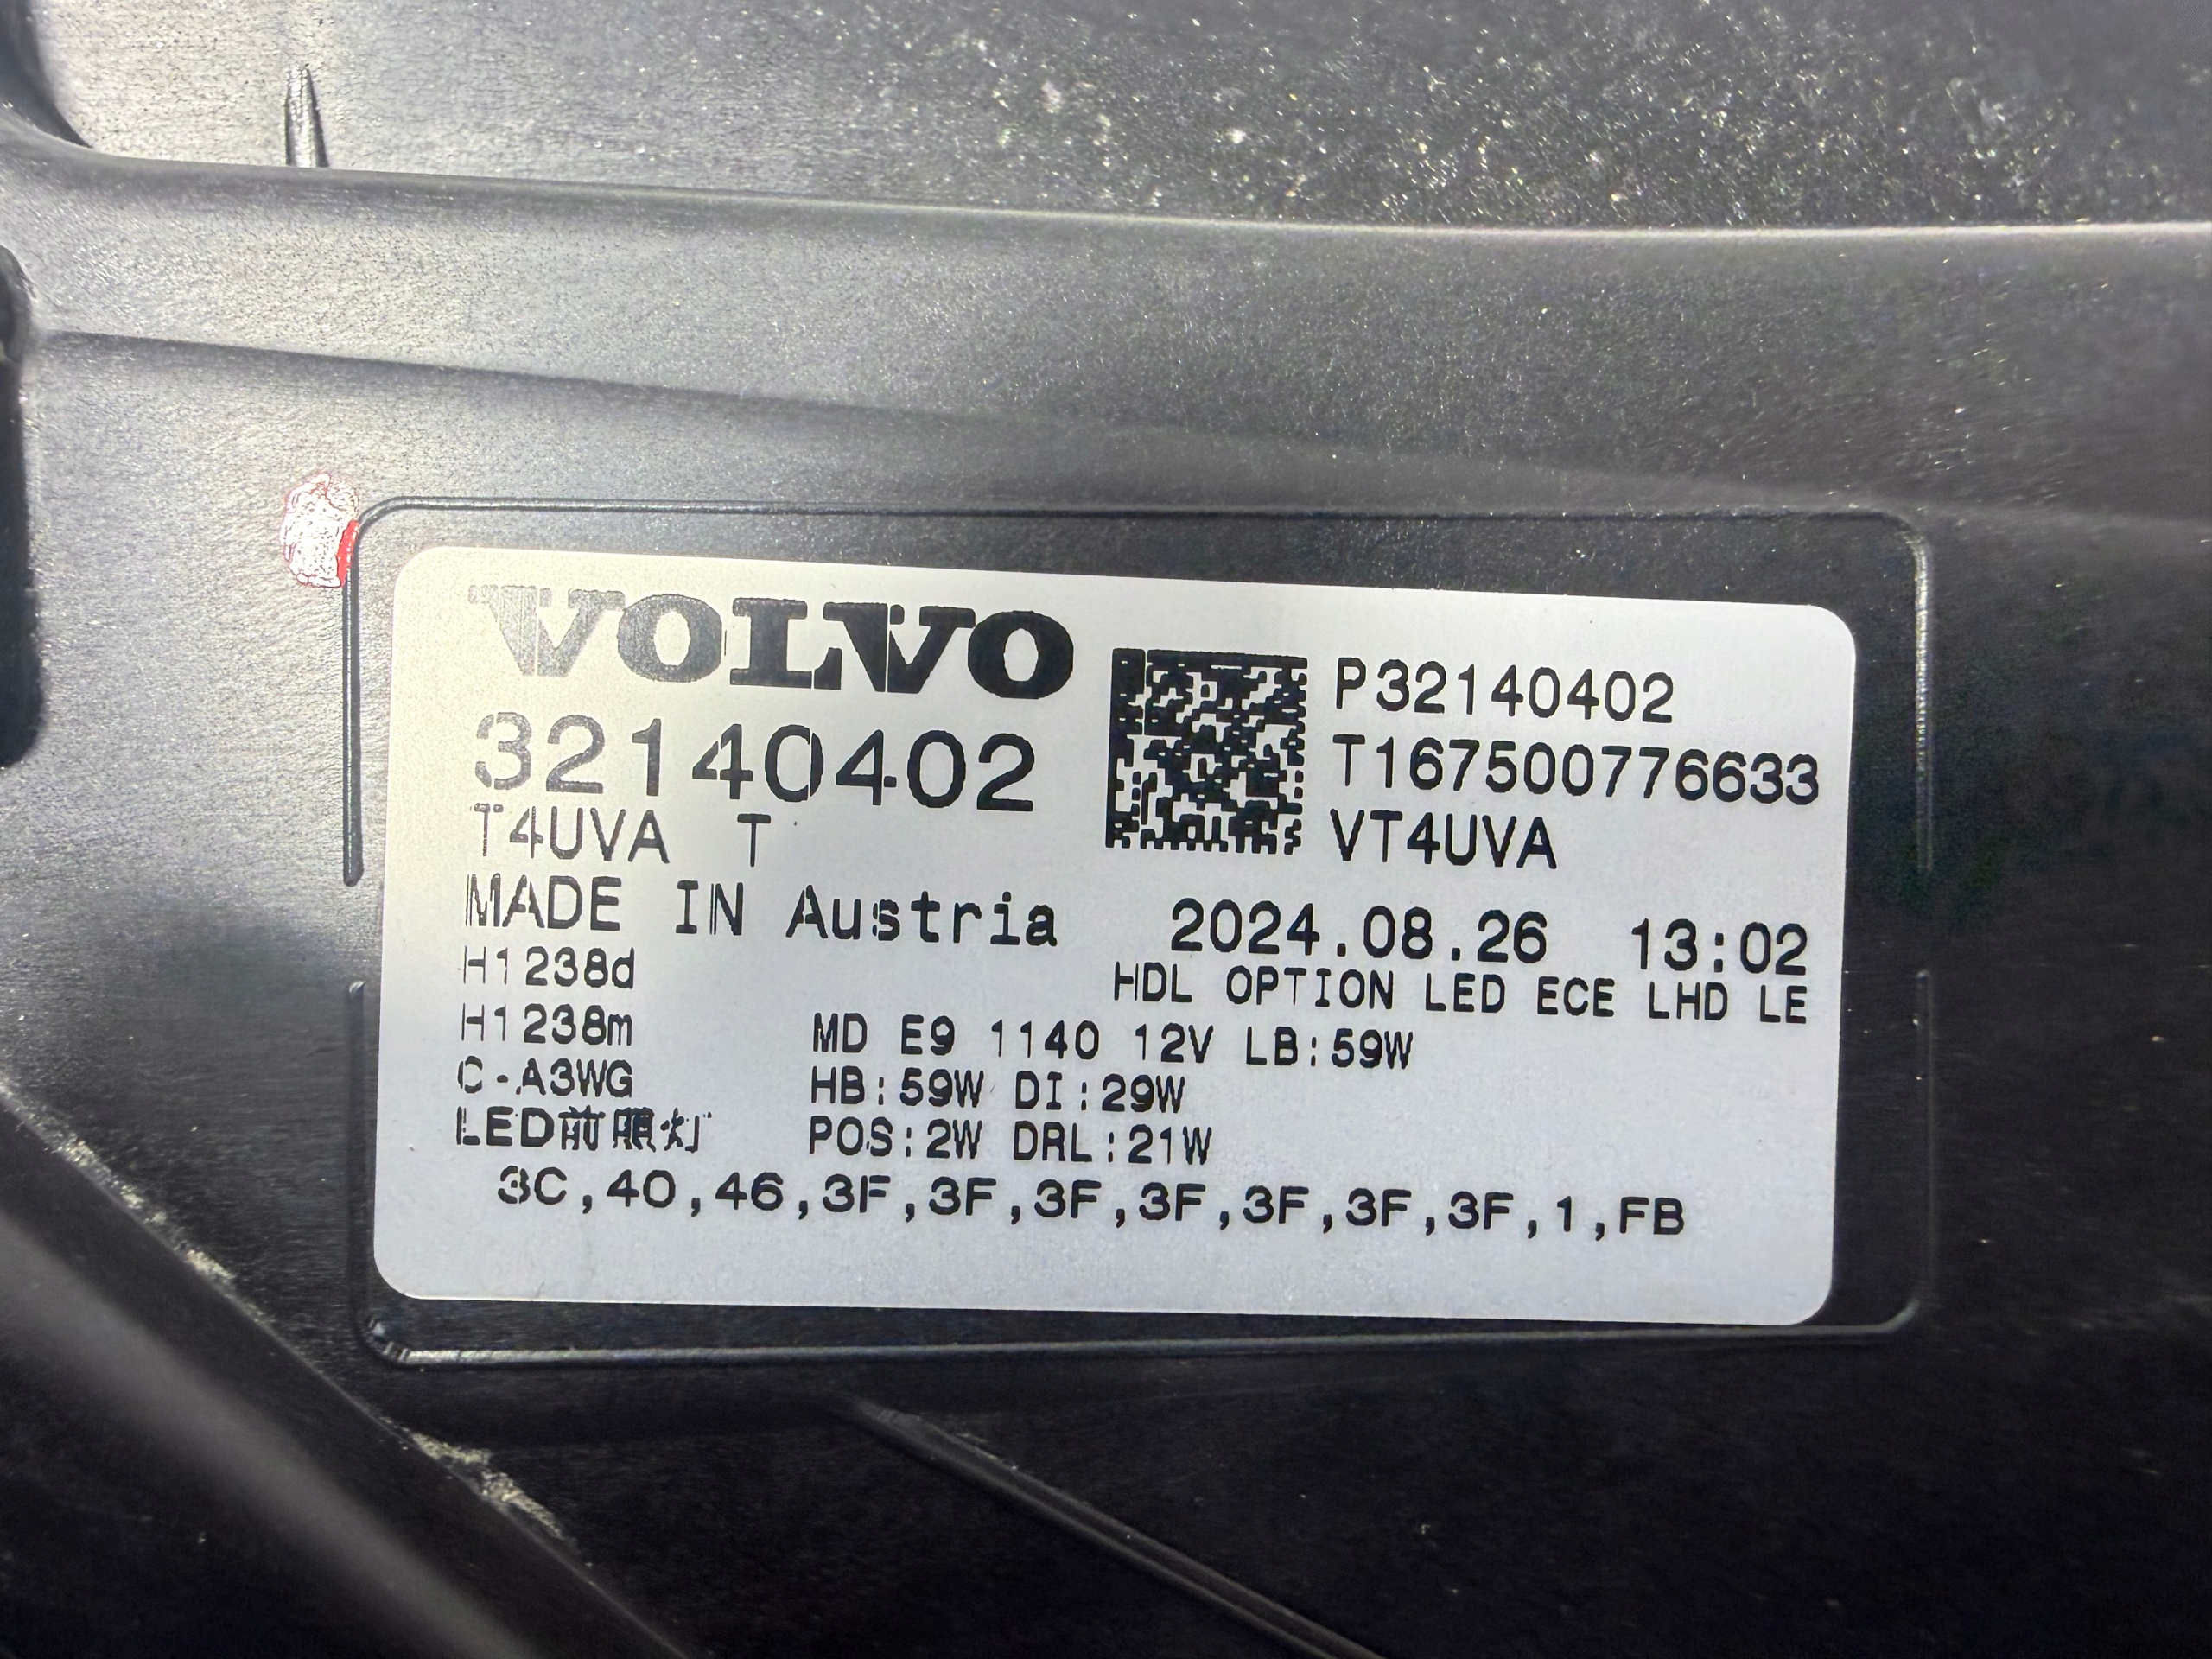 VOLVO
32140402
T4UVA T
P32140402
T167500776633
VT4UVA
MADE IN Austria 2024.08.26 13:02
H1238d HDL OPTION LED ECE LHD LE
H1238m MD E9 1140 12V LB:59W
C-A3WG HB:59W DI:29W
LED前照灯 POS:2W DRL:21W
3C,40,46,3F,3F,3F,3F,3F,3F,3F,1,FB